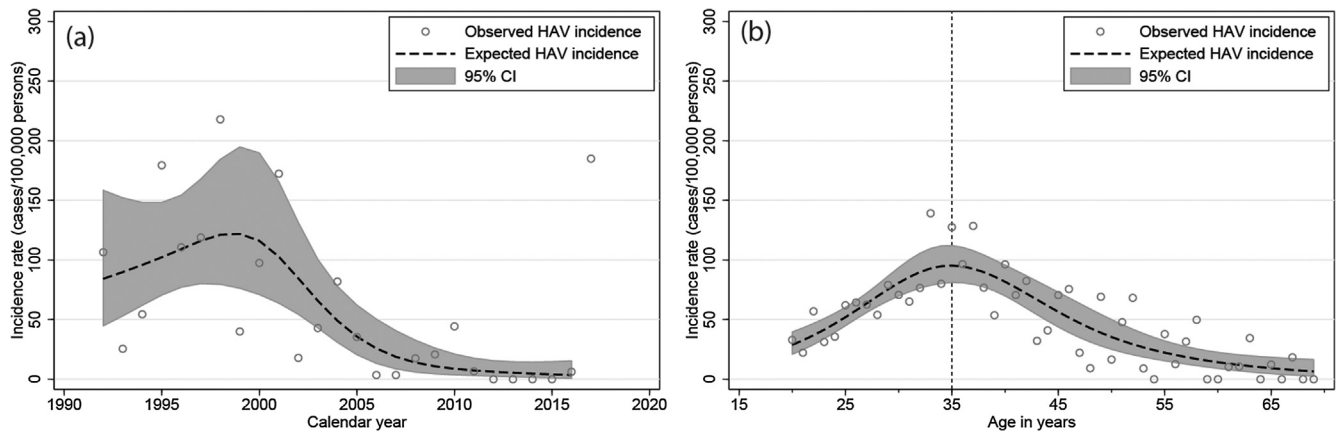 (a)
Observed HAV incidence
Expected HAV incidence
95% CI
Incidence rate (cases/100,000 persons)
300
250
200
150
100
50
0
1990 1995 2000 2005 2010 2015 2020
Calendar year
(b)
Observed HAV incidence
Expected HAV incidence
95% CI
Incidence rate (cases/100,000 persons)
300
250
200
150
100
50
0
15 25 35 45 55 65
Age in years